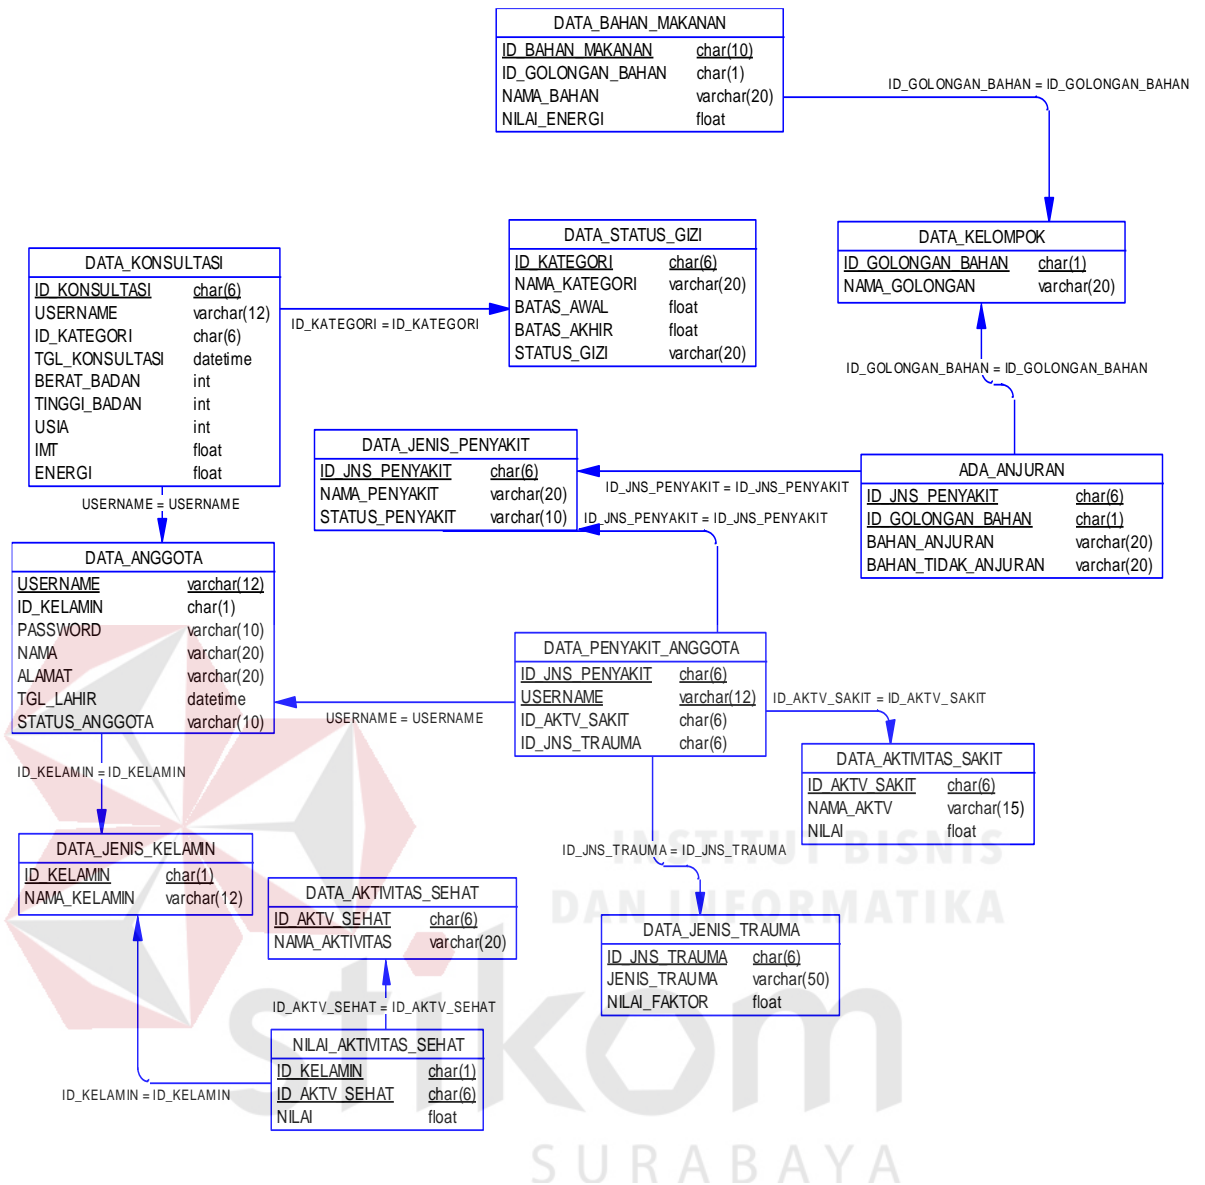 DATA_BAHAN_MAKANAN
ID_BAHAN_MAKANAN char(10)
ID_GOLONGAN_BAHAN char(1)
NAMA_BAHAN varchar(20)
NILAI_ENERGI float
ID_GOLONGAN_BAHAN = ID_GOLONGAN_BAHAN
DATA_STATUS_GIZI
ID_KATEGORI char(6)
NAMA_KATEGORI varchar(20)
BATAS_AWAL float
BATAS_AKHIR float
STATUS_GIZI varchar(20)
DATA_KELOMPOK
ID_GOLONGAN_BAHAN char(1)
NAMA_GOLONGAN varchar(20)
DATA_KONSULTASI
ID_KONSULTASI char(6)
USERNAME varchar(12)
ID_KATEGORI char(6)
TGL_KONSULTASI datetime
BERAT_BADAN int
TINGGI_BADAN int
USIA int
IMT float
ENERGI float
ID_KATEGORI = ID_KATEGORI
ID_GOLONGAN_BAHAN = ID_GOLONGAN_BAHAN
DATA_JENIS_PENYAKIT
ID_JNS_PENYAKIT char(6)
NAMA_PENYAKIT varchar(20)
STATUS_PENYAKIT varchar(10)
ID_JNS_PENYAKIT = ID_JNS_PENYAKIT
ID_JNS_PENYAKIT = ID_JNS_PENYAKIT
ADA_ANJURAN
ID_JNS_PENYAKIT char(6)
ID_GOLONGAN_BAHAN char(1)
BAHAN_ANJURAN varchar(20)
BAHAN_TIDAK_ANJURAN varchar(20)
USERNAME = USERNAME
DATA_ANGGOTA
USERNAME varchar(12)
ID_KELAMIN char(1)
PASSWORD varchar(10)
NAMA varchar(20)
ALAMAT varchar(20)
TGL_LAHIR datetime
STATUS_ANGGOTA varchar(10)
DATA_PENYAKIT_ANGGOTA
ID_JNS_PENYAKIT char(6)
USERNAME varchar(12)
ID_AKTV_SAKIT char(6)
ID_JNS_TRAUMA char(6)
USERNAME = USERNAME
ID_AKTV_SAKIT = ID_AKTV_SAKIT
DATA_AKTIVITAS_SAKIT
ID_AKTV_SAKIT char(6)
NAMA_AKTV varchar(15)
NILAI float
ID_KELAMIN = ID_KELAMIN
DATA_JENIS_KELAMIN
ID_KELAMIN char(1)
NAMA_KELAMIN varchar(12)
ID_JNS_TRAUMA = ID_JNS_TRAUMA
INSTITUT BISNIS
DAN INFORMATIKA
DATA_AKTIVITAS_SEHAT
ID_AKTV_SEHAT char(6)
NAMA_AKTIVITAS varchar(20)
DATA_JENIS_TRAUMA
ID_JNS_TRAUMA char(6)
JENIS_TRAUMA varchar(50)
NILAI_FAKTOR float
ID_AKTV_SEHAT = ID_AKTV_SEHAT
NILAI_AKTIVITAS_SEHAT
ID_KELAMIN char(1)
ID_AKTV_SEHAT char(6)
NILAI float
ID_KELAMIN = ID_KELAMIN
stikom
SURABAYA